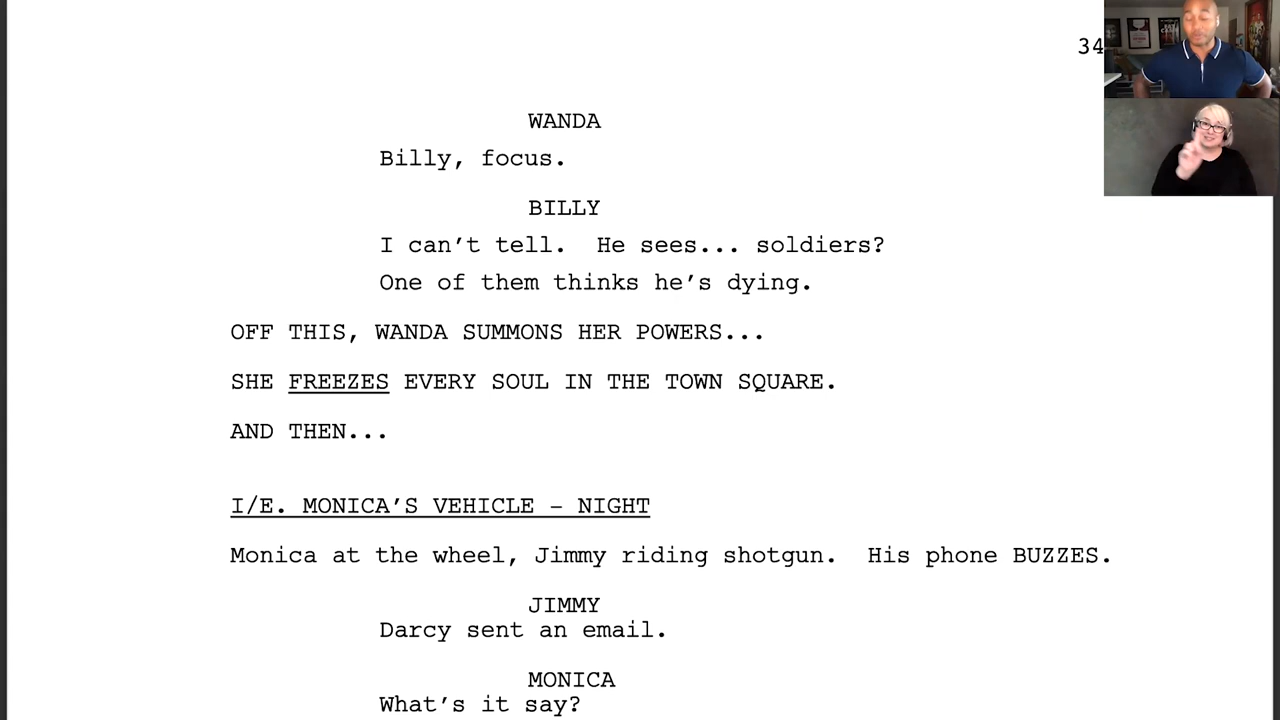 34
WANDA
Billy, focus.
BILLY
I can’t tell.  He sees... soldiers?
One of them thinks he’s dying.
OFF THIS, WANDA SUMMONS HER POWERS...
SHE FREEZES EVERY SOUL IN THE TOWN SQUARE.
AND THEN...
I/E. MONICA’S VEHICLE – NIGHT
Monica at the wheel, Jimmy riding shotgun.  His phone BUZZES.
JIMMY
Darcy sent an email.
MONICA
What’s it say?